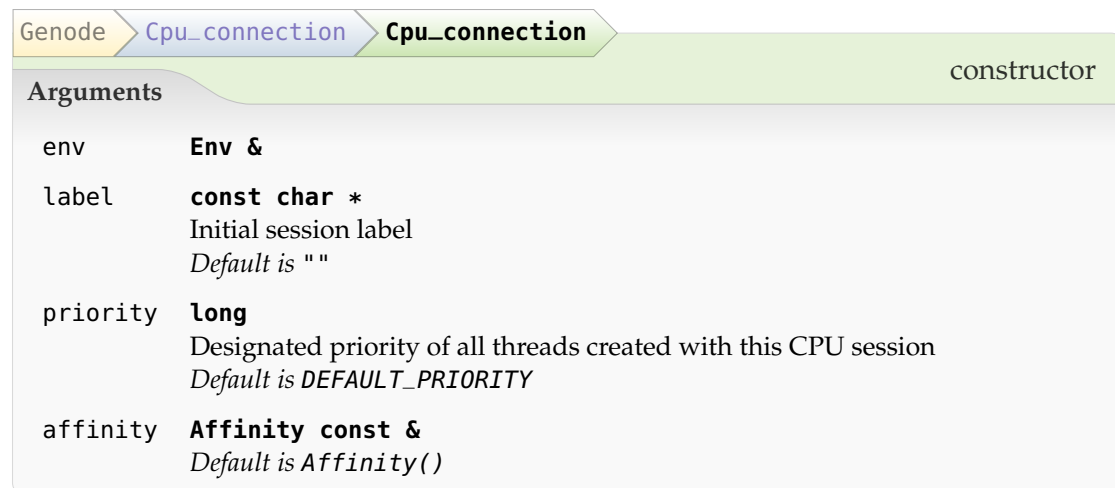 Genode Cpu_connection Cpu_connection
constructor
Arguments
env Env &
label const char *
Initial session label
Default is ""
priority long
Designated priority of all threads created with this CPU session
Default is DEFAULT_PRIORITY
affinity Affinity const &
Default is Affinity()